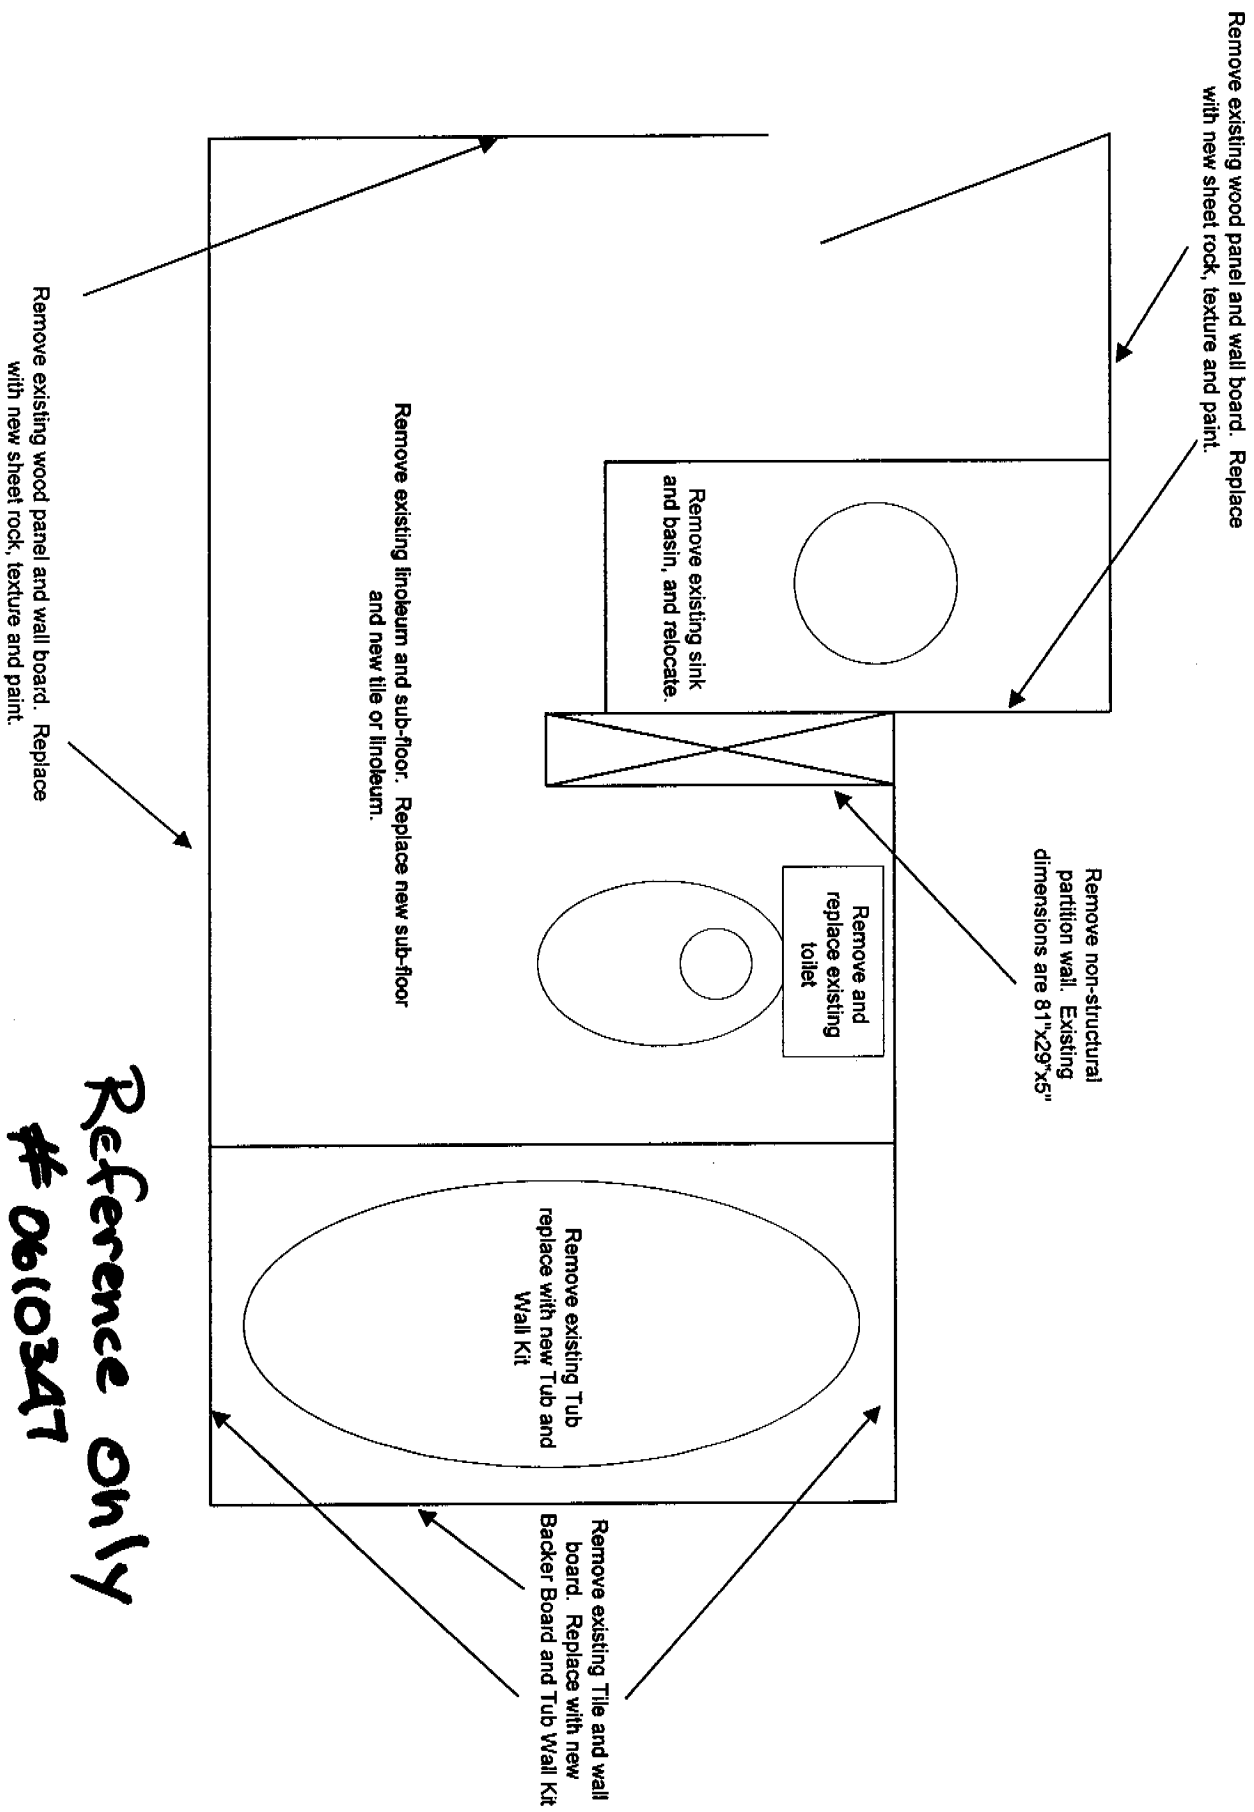 Remove existing wood panel and wall board.  Replace
with new sheet rock, texture and paint.
Remove non-structural
partition wall.  Existing
dimensions are 81"x29"x5"
Remove existing sink
and basin, and relocate.
Remove and
replace existing
toilet
Remove existing Tub
replace with new Tub and
Wall Kit
Remove existing Tile and wall
board.  Replace with new
Backer Board and Tub Wall Kit
Remove existing linoleum and sub-floor.  Replace new sub-floor
and new tile or linoleum.
Remove existing wood panel and wall board.  Replace
with new sheet rock, texture and paint.
Reference Only